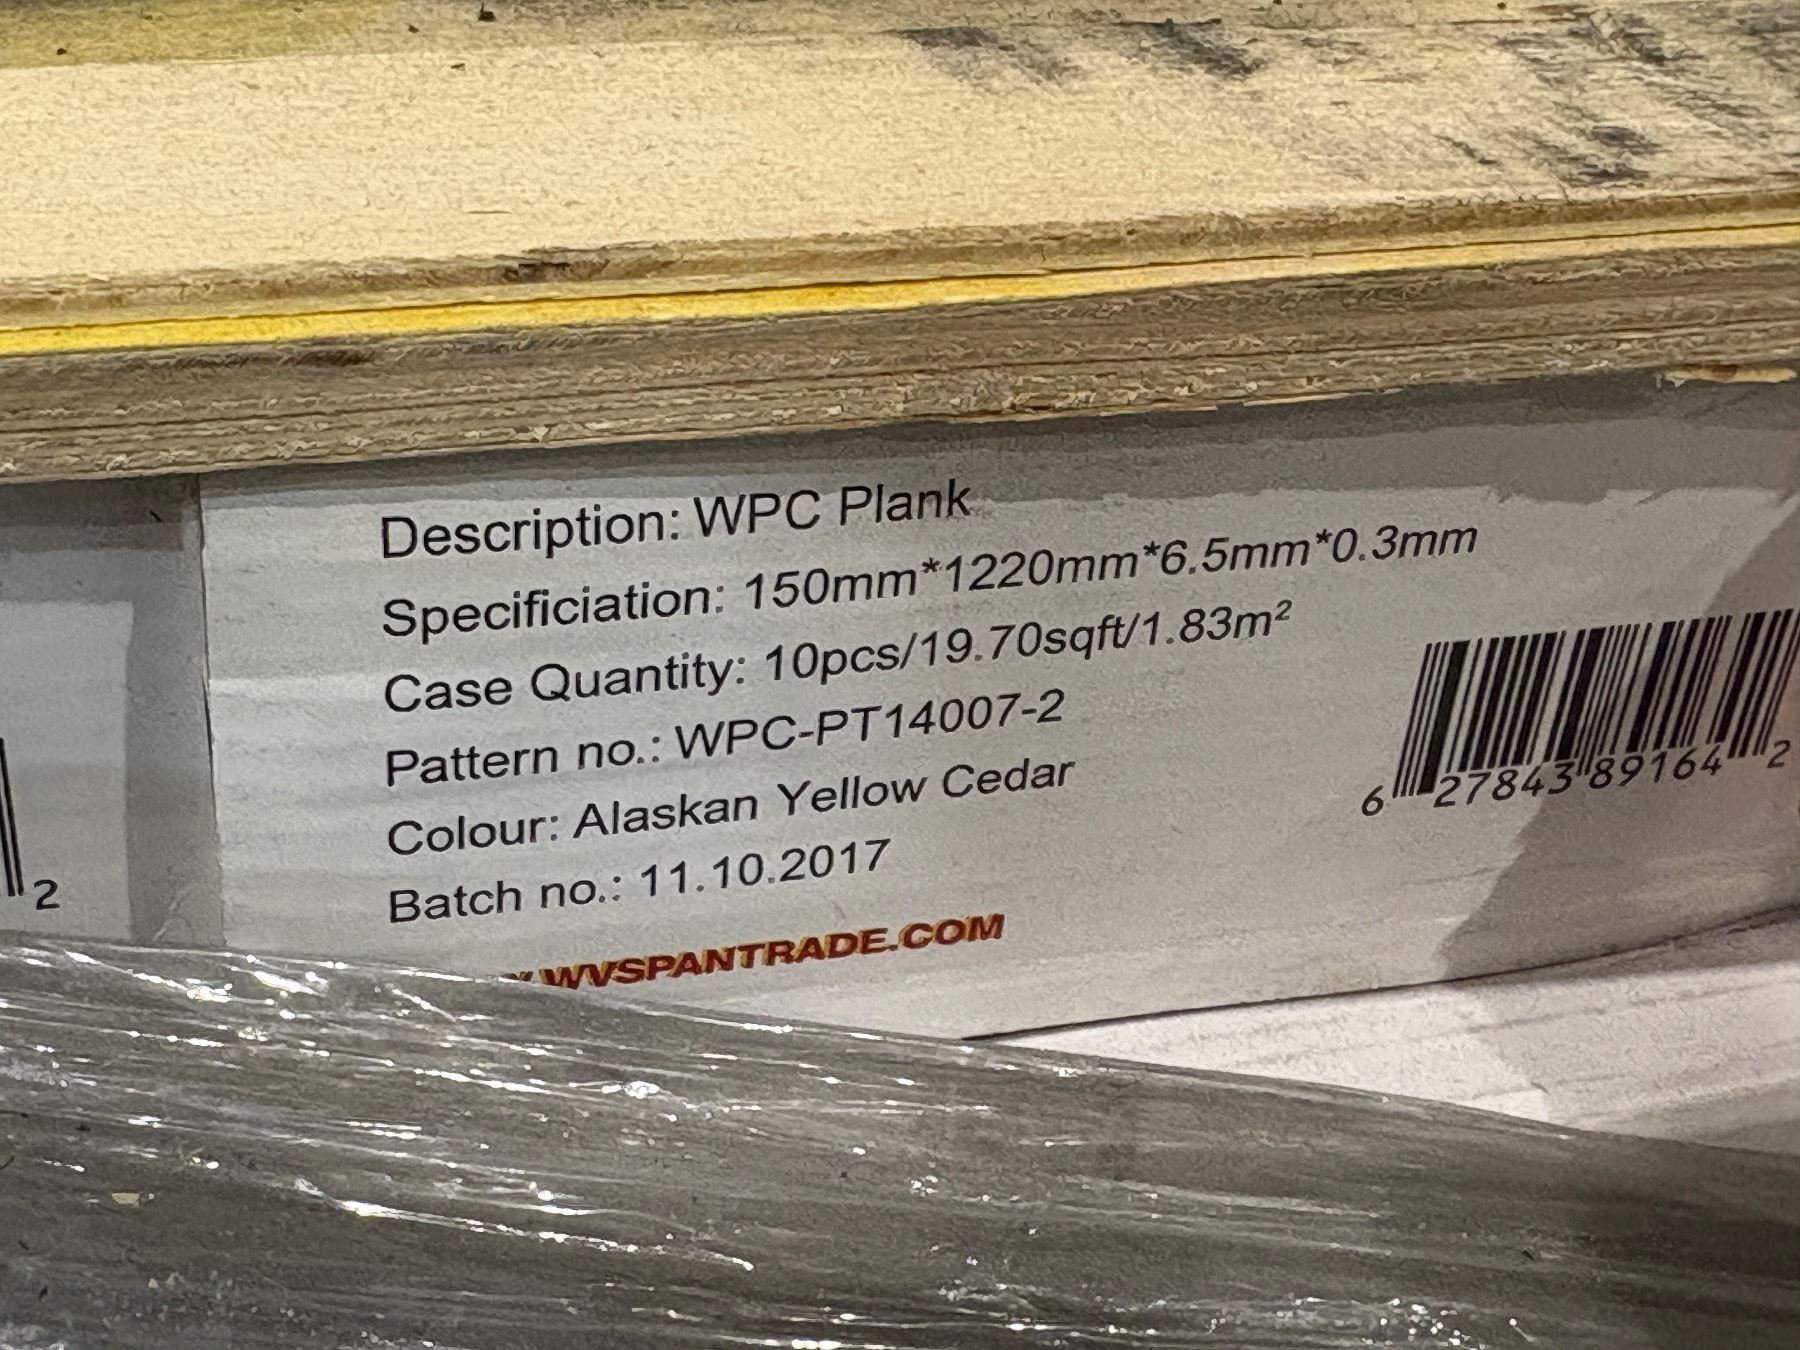 Description: WPC Plank
Specificiation: 150mm*1220mm*6.5mm*0.3mm
Case Quantity: 10pcs/19.70sqft/1.83m²
Pattern no.: WPC-PT14007-2
Colour: Alaskan Yellow Cedar
Batch no.: 11.10.2017
WVSPANTRADE.COM
6 27843 89164 2
2